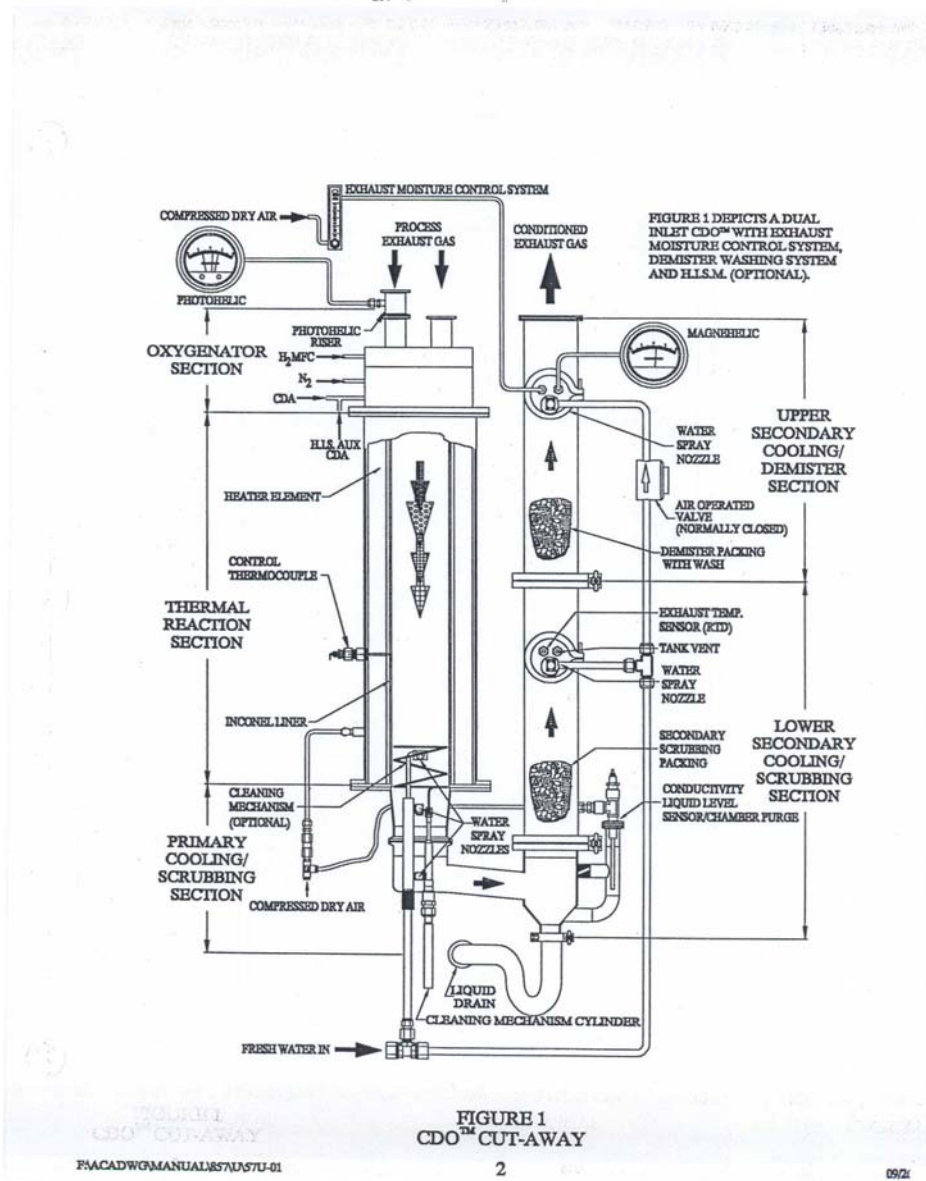 EXHAUST MOISTURE CONTROL SYSTEM
COMPRESSED DRY AIR
PROCESS
EXHAUST GAS
CONDITIONED
EXHAUST GAS
FIGURE 1 DEPICTS A DUAL
INLET CDO™ WITH EXHAUST
MOISTURE CONTROL SYSTEM,
DEMISTER WASHING SYSTEM
AND H.I.S.M. (OPTIONAL).
PHOTOHELIC
PHOTOHELIC
RISER
MAGNEHELIC
OXYGENATOR
SECTION
H2MFC
N2
CDA
H.I.S. AUX
CDA
WATER
SPRAY
NOZZLE
UPPER
SECONDARY
COOLING/
DEMISTER
SECTION
HEATER ELEMENT
AIR OPERATED
VALVE
(NORMALLY CLOSED)
DEMISTER PACKING
WITH WASH
CONTROL
THERMOCOUPLE
THERMAL
REACTION
SECTION
EXHAUST TEMP.
SENSOR (RTD)
TANK VENT
WATER
SPRAY
NOZZLE
INCONEL LINER
SECONDARY
SCRUBBING
PACKING
LOWER
SECONDARY
COOLING/
SCRUBBING
SECTION
CLEANING
MECHANISM
(OPTIONAL)
WATER
SPRAY
NOZZLES
CONDUCTIVITY
LIQUID LEVEL
SENSOR/CHAMBER PURGE
PRIMARY
COOLING/
SCRUBBING
SECTION
COMPRESSED DRY AIR
LIQUID
DRAIN
CLEANING MECHANISM CYLINDER
FRESH WATER IN
FIGURE 1
CDO™ CUT-AWAY
F:\ACADWG\MANUAL\857\U\57U-01
2